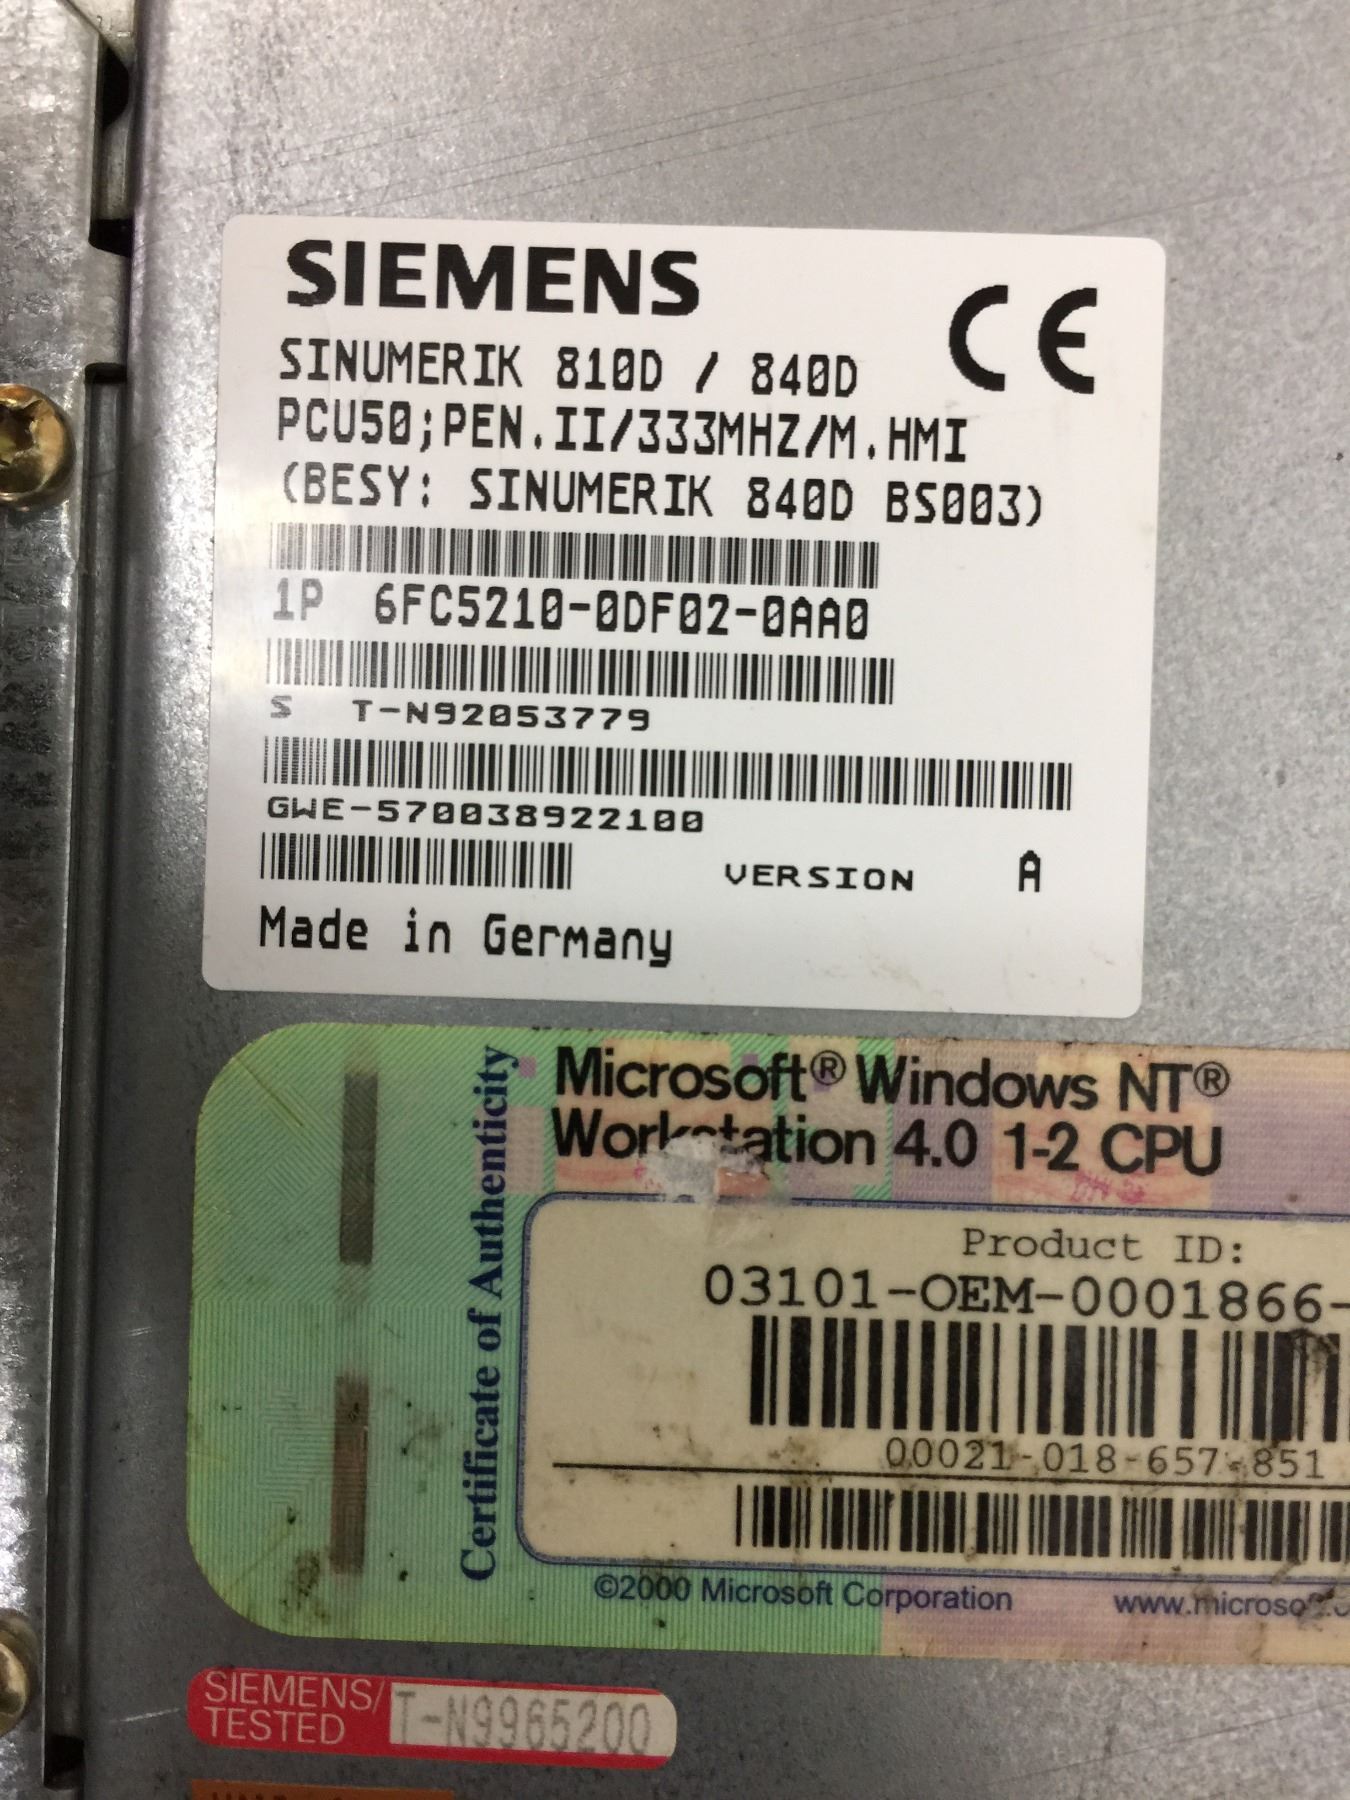 SIEMENS
CE
SINUMERIK 810D / 840D
PCU50;PEN.II/333MHZ/M.HMI
(BESY: SINUMERIK 840D BS003)
1P 6FC5210-0DF02-0AA0
S T-N92053779
GWE-570038922100
VERSION A
Made in Germany
Certificate of Authenticity
Microsoft® Windows NT®
Workstation 4.0 1-2 CPU
Product ID:
03101-OEM-0001866-
00021-018-657-851
©2000 Microsoft Corporation www.microsoft.c
SIEMENS/
TESTED
T-N9965200